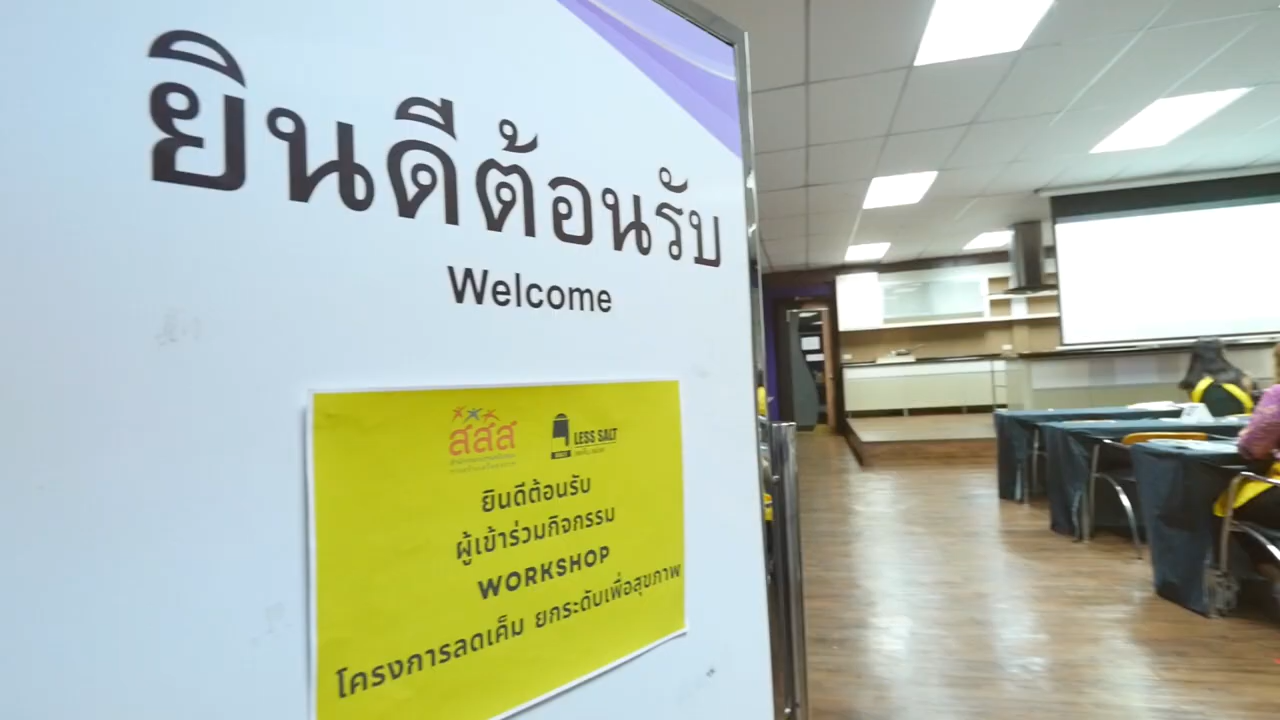 ยินดีต้อนรับ
Welcome
สสส
LESS SALT
ยินดีต้อนรับ
ผู้เข้าร่วมกิจกรรม
WORKSHOP
โครงการลดเค็ม ยกระดับเพื่อสุขภาพ